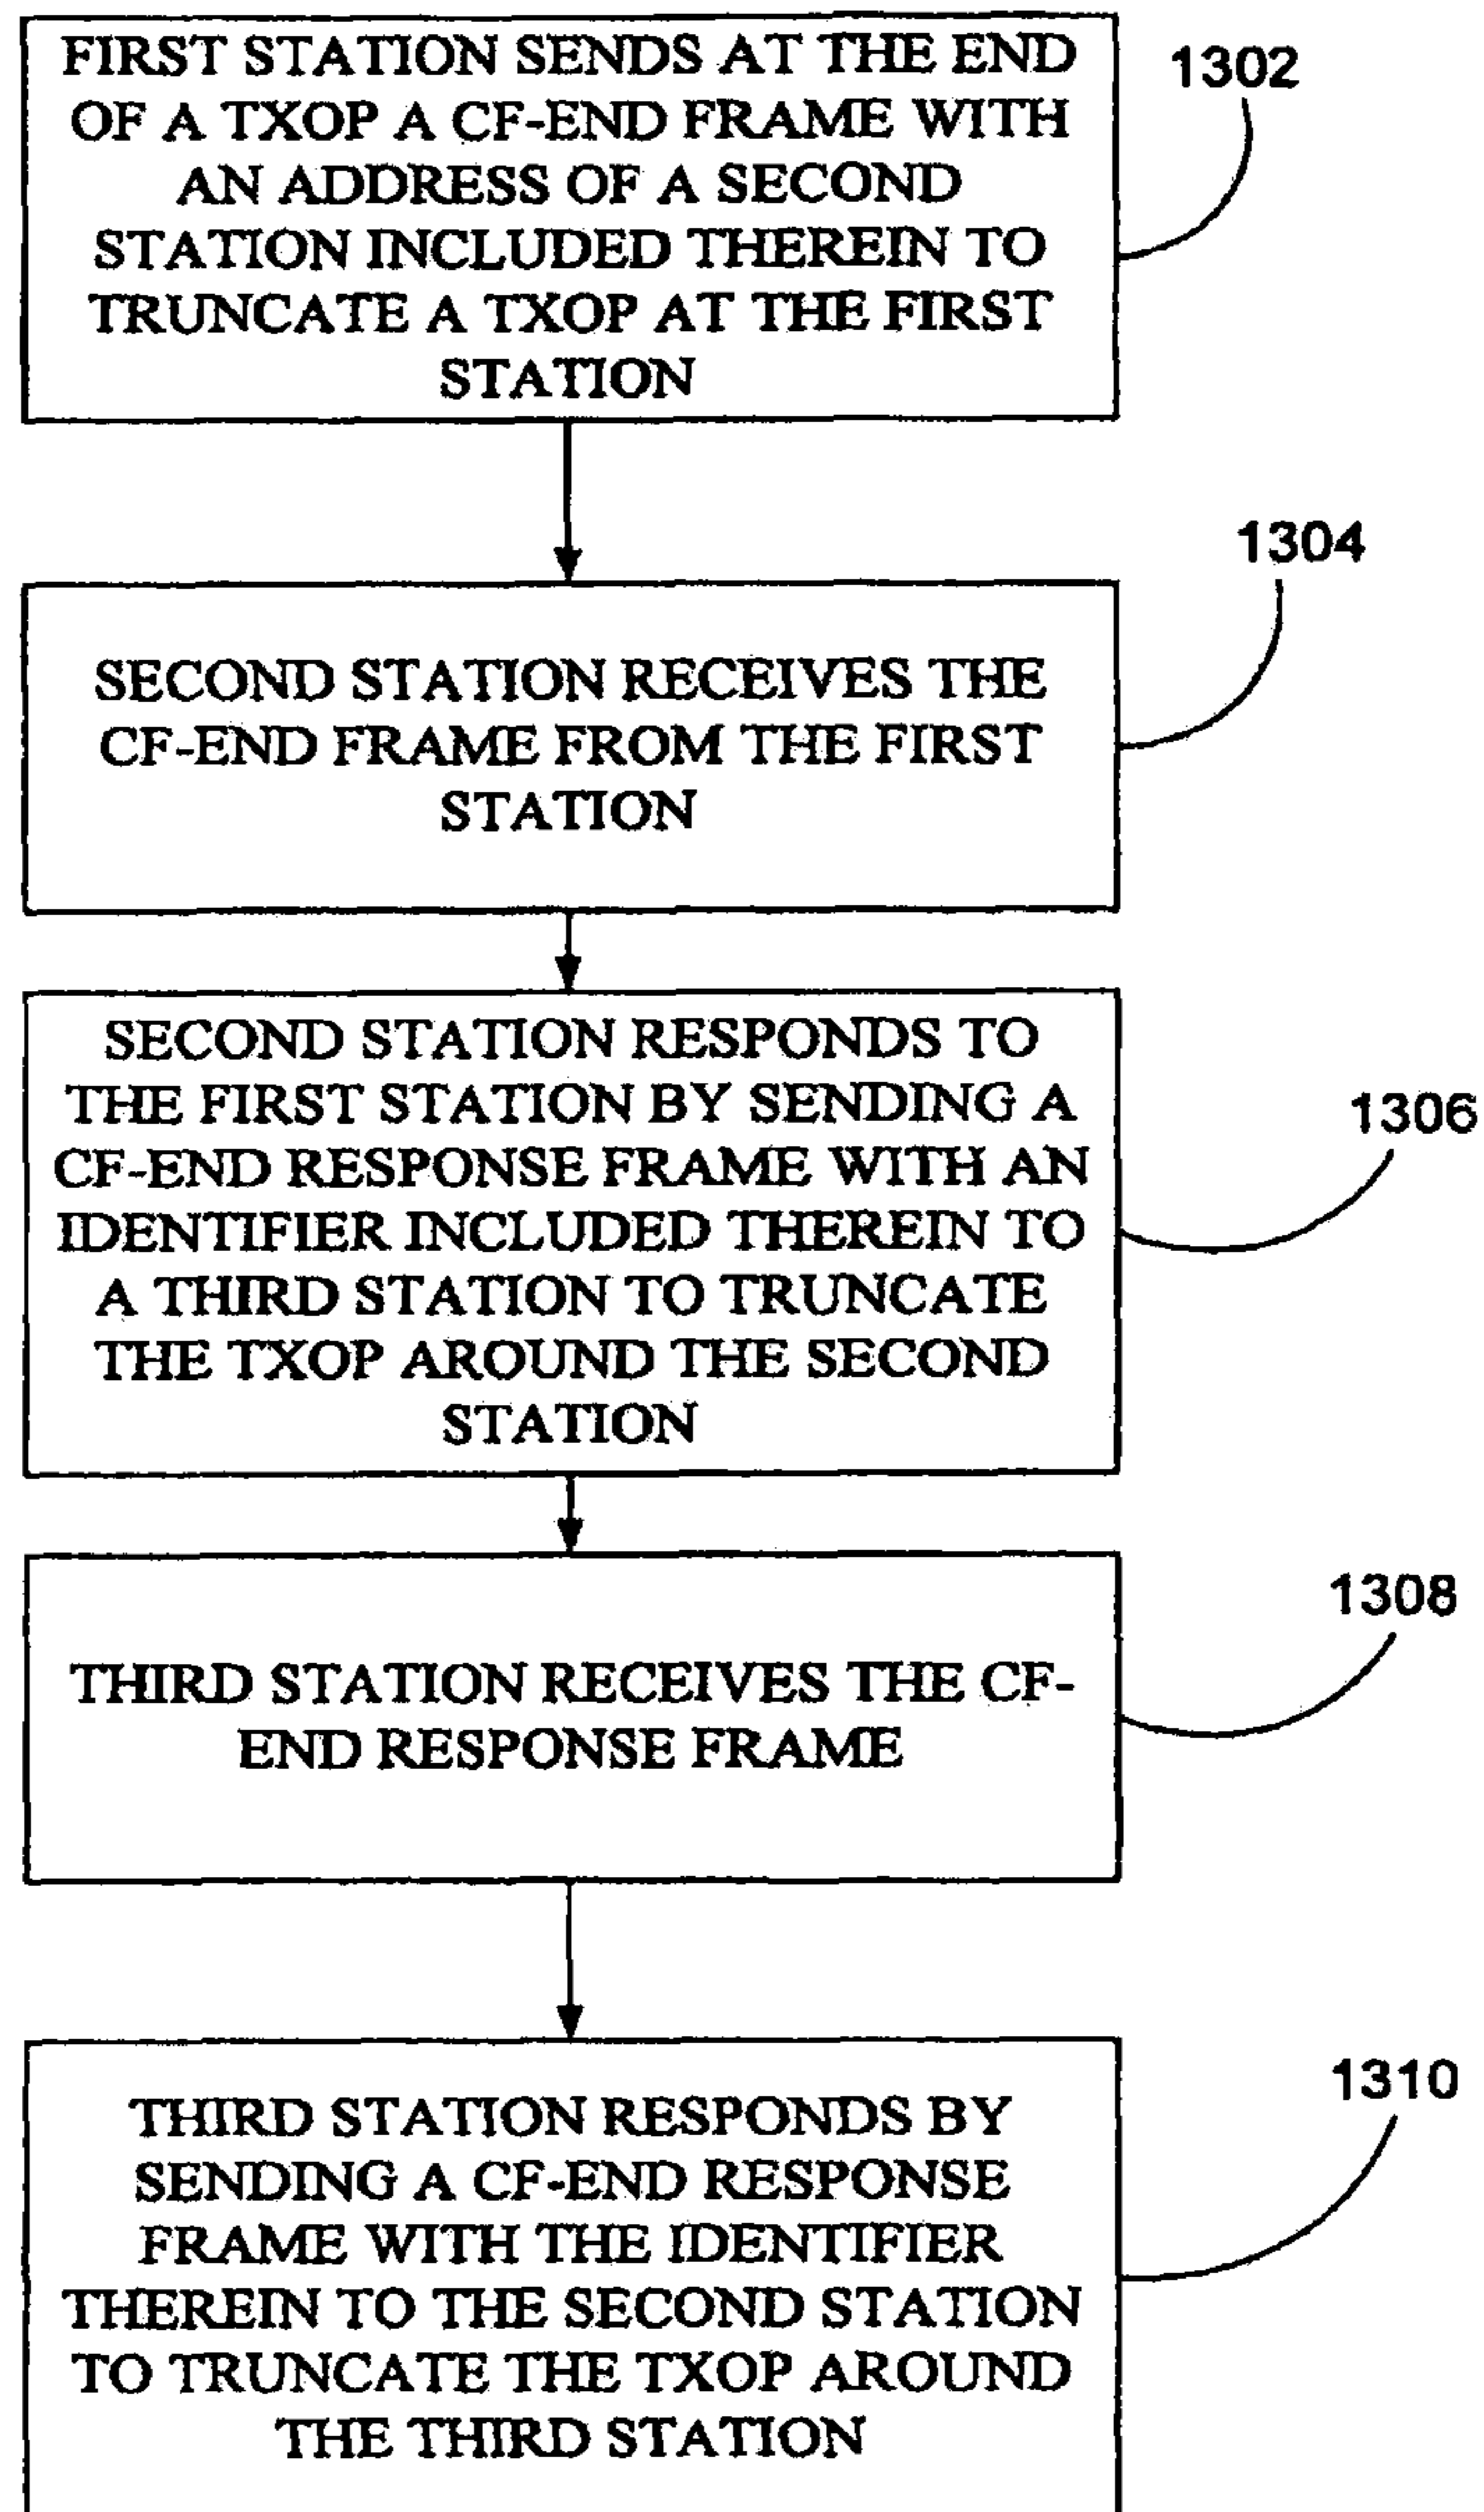 FIRST STATION SENDS AT THE END
OF A TXOP A CF-END FRAME WITH
AN ADDRESS OF A SECOND
STATION INCLUDED THEREIN TO
TRUNCATE A TXOP AT THE FIRST
STATION
1302
SECOND STATION RECEIVES THE
CF-END FRAME FROM THE FIRST
STATION
1304
SECOND STATION RESPONDS TO
THE FIRST STATION BY SENDING A
CF-END RESPONSE FRAME WITH AN
IDENTIFIER INCLUDED THEREIN TO
A THIRD STATION TO TRUNCATE
THE TXOP AROUND THE SECOND
STATION
1306
THIRD STATION RECEIVES THE CF-
END RESPONSE FRAME
1308
THIRD STATION RESPONDS BY
SENDING A CF-END RESPONSE
FRAME WITH THE IDENTIFIER
THEREIN TO THE SECOND STATION
TO TRUNCATE THE TXOP AROUND
THE THIRD STATION
1310